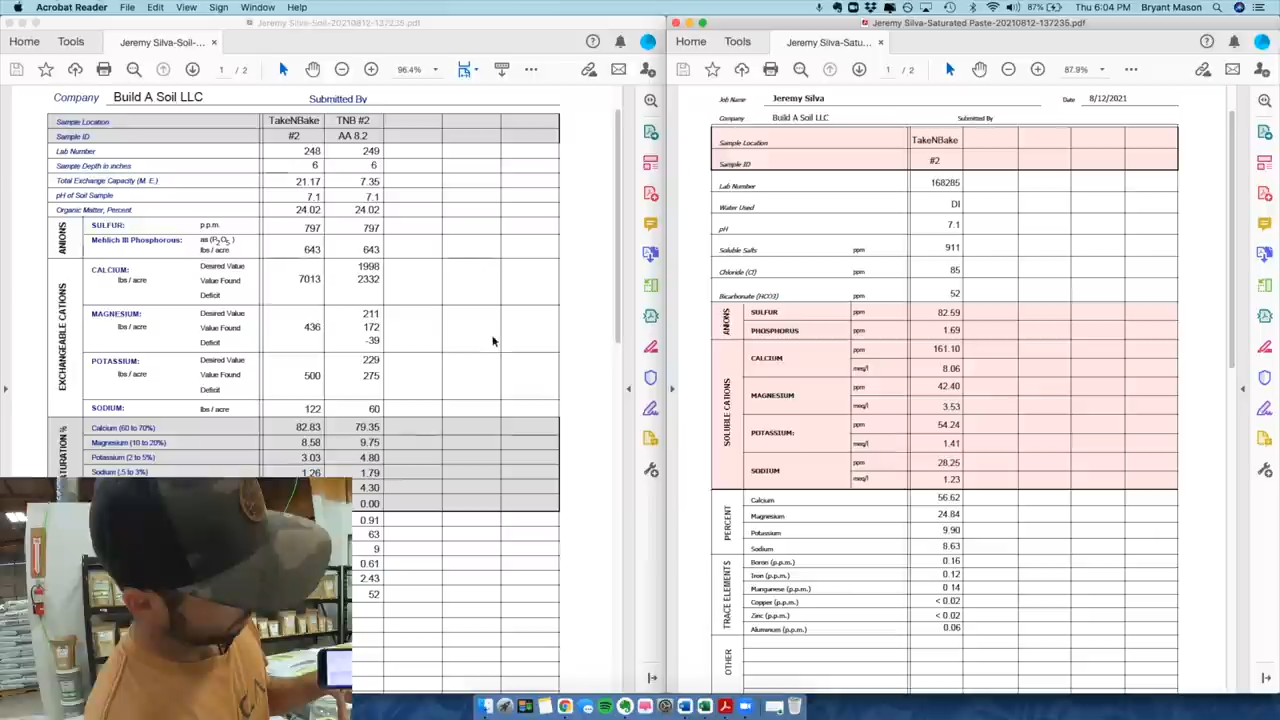 Acrobat Reader File Edit View Sign Window Help
87% Thu 6:04 PM Bryant Mason
Jeremy Silva-Soil-20210812-137235.pdf
Home Tools Jeremy Silva-Soil-... ×
1 / 2 96.4%
Company Build A Soil LLC Submitted By
Sample Location TakeNBake TNB #2
Sample ID #2 AA 8.2
Lab Number 248 249
Sample Depth in inches 6 6
Total Exchange Capacity (M. E.) 21.17 7.35
pH of Soil Sample 7.1 7.1
Organic Matter, Percent 24.02 24.02
ANIONS
SULFUR: p.p.m. 797 797
Mehlich III Phosphorous: as (P2O5) lbs / acre 643 643
EXCHANGEABLE CATIONS
CALCIUM: lbs / acre
Desired Value 1998
Value Found 7013 2332
Deficit
MAGNESIUM: lbs / acre
Desired Value 211
Value Found 436 172
Deficit -39
POTASSIUM: lbs / acre
Desired Value 229
Value Found 500 275
Deficit
SODIUM: lbs / acre 122 60
Calcium (60 to 70%) 82.83 79.35
Magnesium (10 to 20%) 8.58 9.75
Potassium (2 to 5%) 3.03 4.80
Sodium (.5 to 3%) 1.26 1.79
4.30
0.00
0.91
63
9
0.61
2.43
52
Jeremy Silva-Saturated Paste-20210812-137235.pdf
Home Tools Jeremy Silva-Satu... ×
1 / 2 87.9%
Job Name Jeremy Silva Date 8/12/2021
Company Build A Soil LLC Submitted By
Sample Location TakeNBake
Sample ID #2
Lab Number 168285
Water Used DI
pH 7.1
Soluble Salts ppm 911
Chloride (Cl) ppm 85
Bicarbonate (HCO3) ppm 52
ANIONS
SULFUR ppm 82.59
PHOSPHORUS ppm 1.69
SOLUBLE CATIONS
CALCIUM ppm 161.10
meq/l 8.06
MAGNESIUM ppm 42.40
meq/l 3.53
POTASSIUM: ppm 54.24
meq/l 1.41
SODIUM ppm 28.25
meq/l 1.23
PERCENT
Calcium 56.62
Magnesium 24.84
Potassium 9.90
Sodium 8.63
TRACE ELEMENTS
Boron (p.p.m.) 0.16
Iron (p.p.m.) 0.12
Manganese (p.p.m.) 0.14
Copper (p.p.m.) < 0.02
Zinc (p.p.m.) < 0.02
Aluminum (p.p.m.) 0.06
OTHER